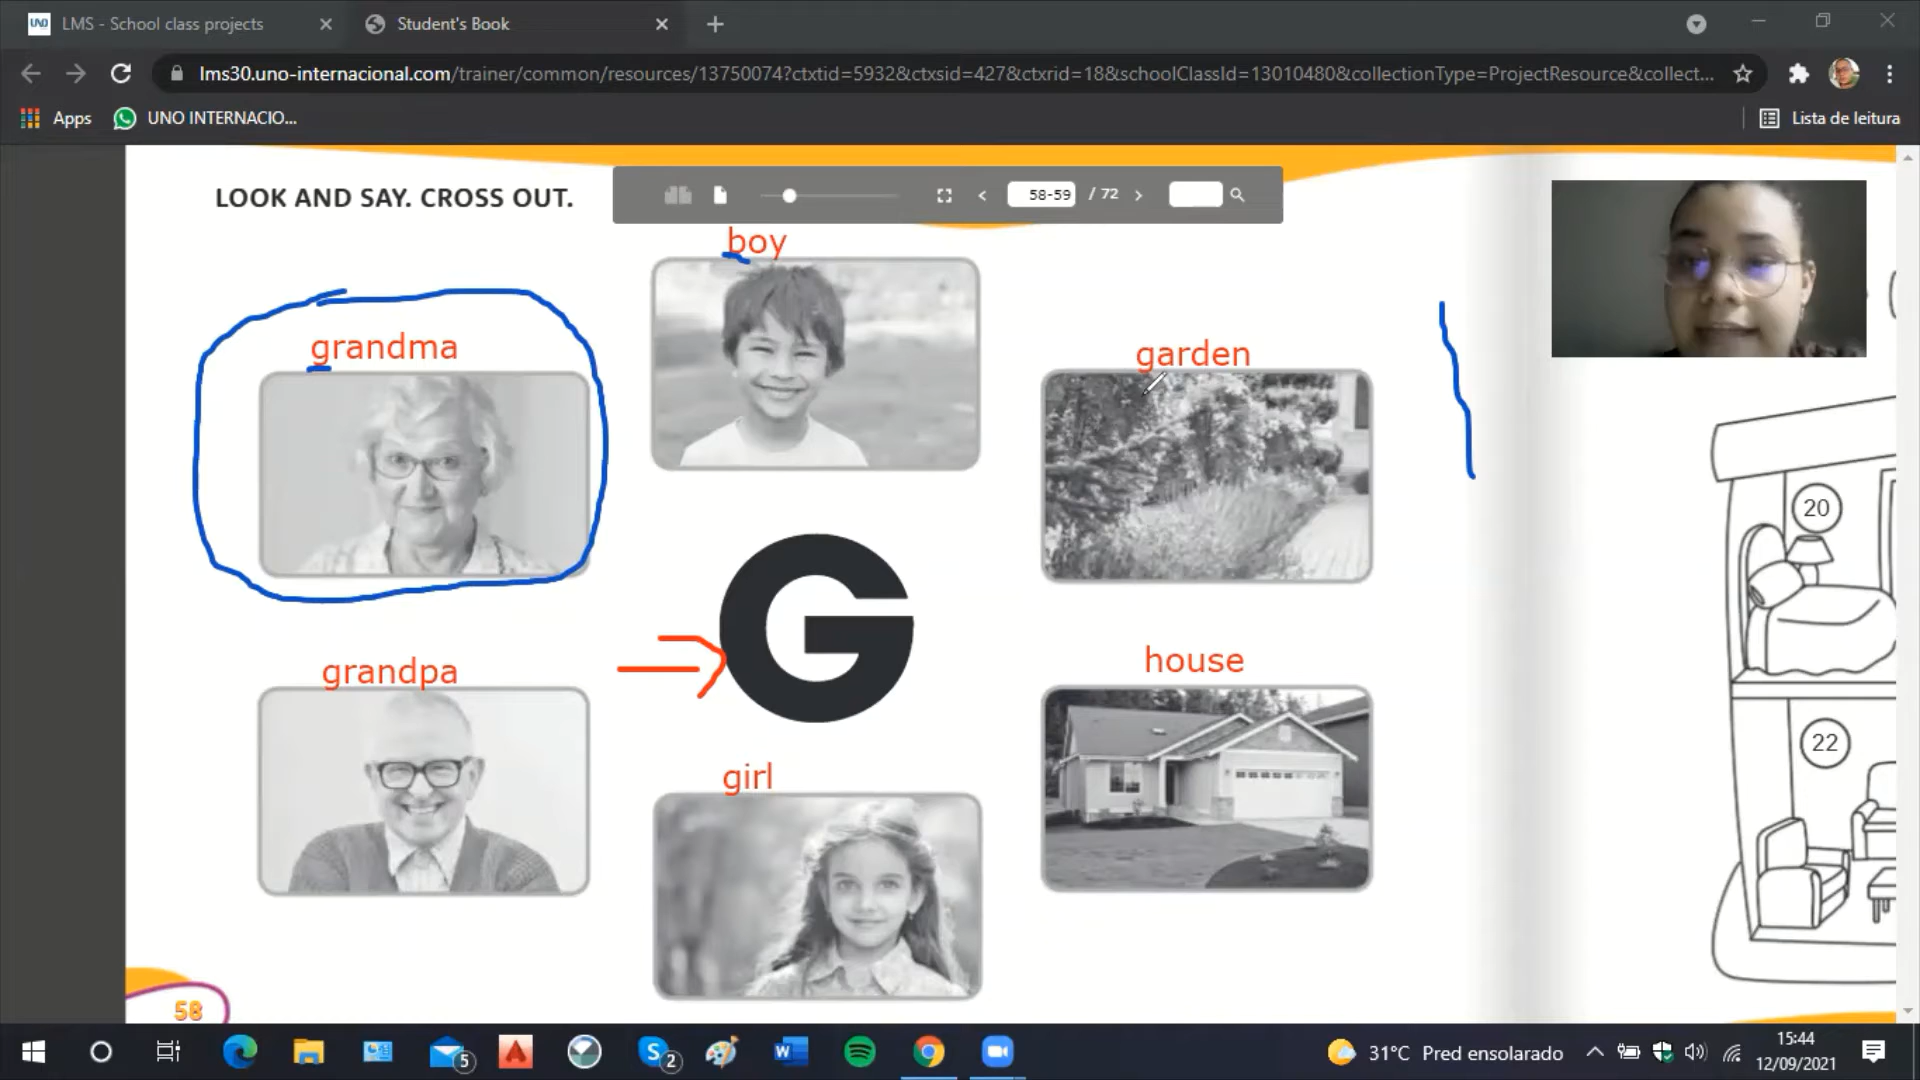 LMS - School class projects
Student's Book
lms30.uno-internacional.com/trainer/common/resources/13750074?ctxtid=5932&ctxsid=427&ctxrid=18&schoolClassId=13010480&collectionType=ProjectResource&collect...
Apps
UNO INTERNACIO...
Lista de leitura
LOOK AND SAY. CROSS OUT.
58-59 / 72
boy
grandma
garden
G
grandpa
house
girl
20
22
58
5
2
31°C Pred ensolarado
15:44
12/09/2021